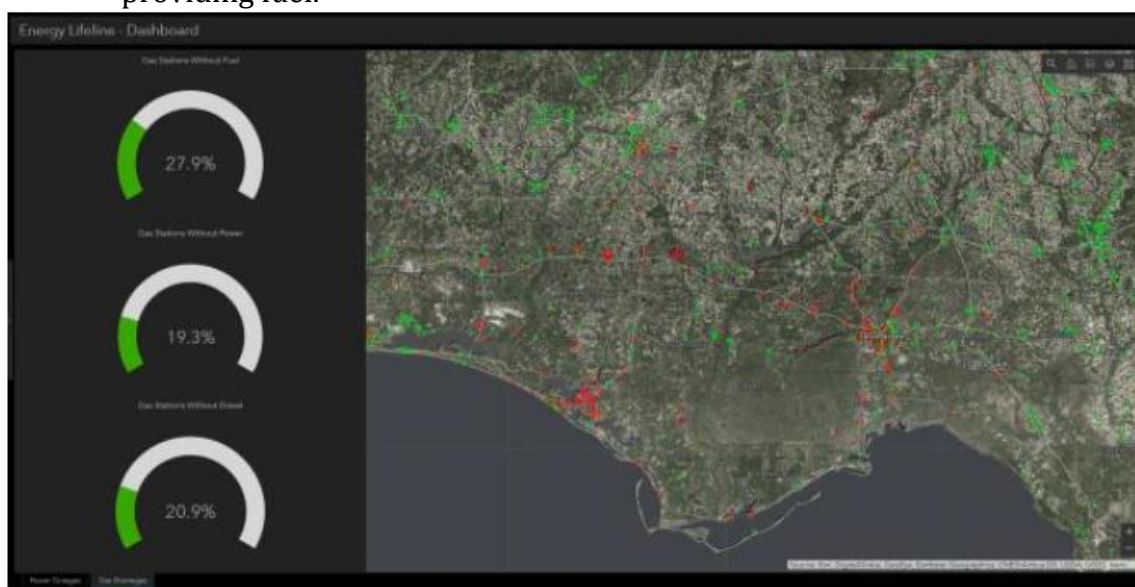 providing fuel.
Energy Lifeline - Dashboard
Gas Stations Without Fuel
27.9%
Gas Stations Without Power
19.3%
Gas Stations Without Diesel
20.9%
Power Outages Gas Shortages